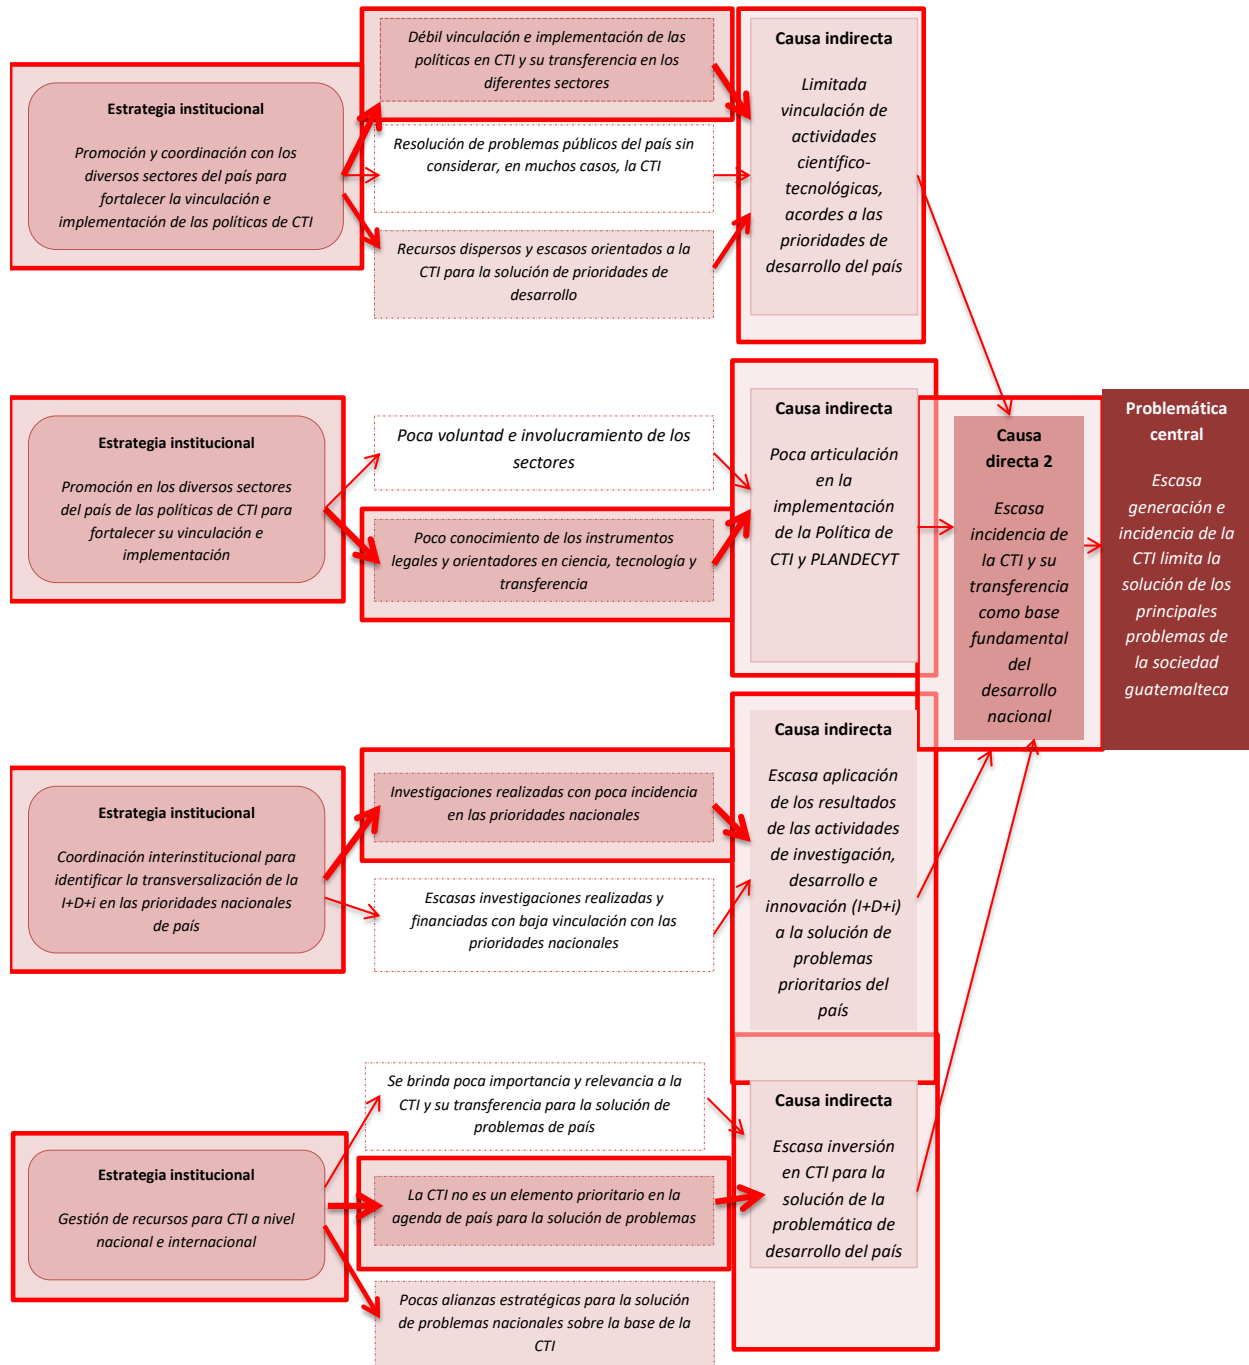 Débil vinculación e implementación de las
políticas en CTI y su transferencia en los
diferentes sectores
Causa indirecta
Limitada
vinculación de
actividades
científico-
tecnológicas,
acordes a las
prioridades de
desarrollo del país
Estrategia institucional
Promoción y coordinación con los
diversos sectores del país para
fortalecer la vinculación e
implementación de las políticas de CTI
Resolución de problemas públicos del país sin
considerar, en muchos casos, la CTI
Recursos dispersos y escasos orientados a la
CTI para la solución de prioridades de
desarrollo
Estrategia institucional
Promoción en los diversos sectores
del país de las políticas de CTI para
fortalecer su vinculación e
implementación
Poca voluntad e involucramiento de los
sectores
Poco conocimiento de los instrumentos
legales y orientadores en ciencia, tecnología y
transferencia
Causa indirecta
Poca articulación
en la
implementación
de la Política de
CTI y PLANDECYT
Causa
directa 2
Escasa
incidencia de
la CTI y su
transferencia
como base
fundamental
del
desarrollo
nacional
Problemática
central
Escasa
generación e
incidencia de la
CTI limita la
solución de los
principales
problemas de
la sociedad
guatemalteca
Estrategia institucional
Coordinación interinstitucional para
identificar la transversalización de la
I+D+i en las prioridades nacionales
de país
Investigaciones realizadas con poca incidencia
en las prioridades nacionales
Escasas investigaciones realizadas y
financiadas con baja vinculación con las
prioridades nacionales
Causa indirecta
Escasa aplicación
de los resultados
de las actividades
de investigación,
desarrollo e
innovación (I+D+i)
a la solución de
problemas
prioritarios del
país
Estrategia institucional
Gestión de recursos para CTI a nivel
nacional e internacional
Se brinda poca importancia y relevancia a la
CTI y su transferencia para la solución de
problemas de país
La CTI no es un elemento prioritario en la
agenda de país para la solución de problemas
Pocas alianzas estratégicas para la solución
de problemas nacionales sobre la base de la
CTI
Causa indirecta
Escasa inversión
en CTI para la
solución de la
problemática de
desarrollo del país